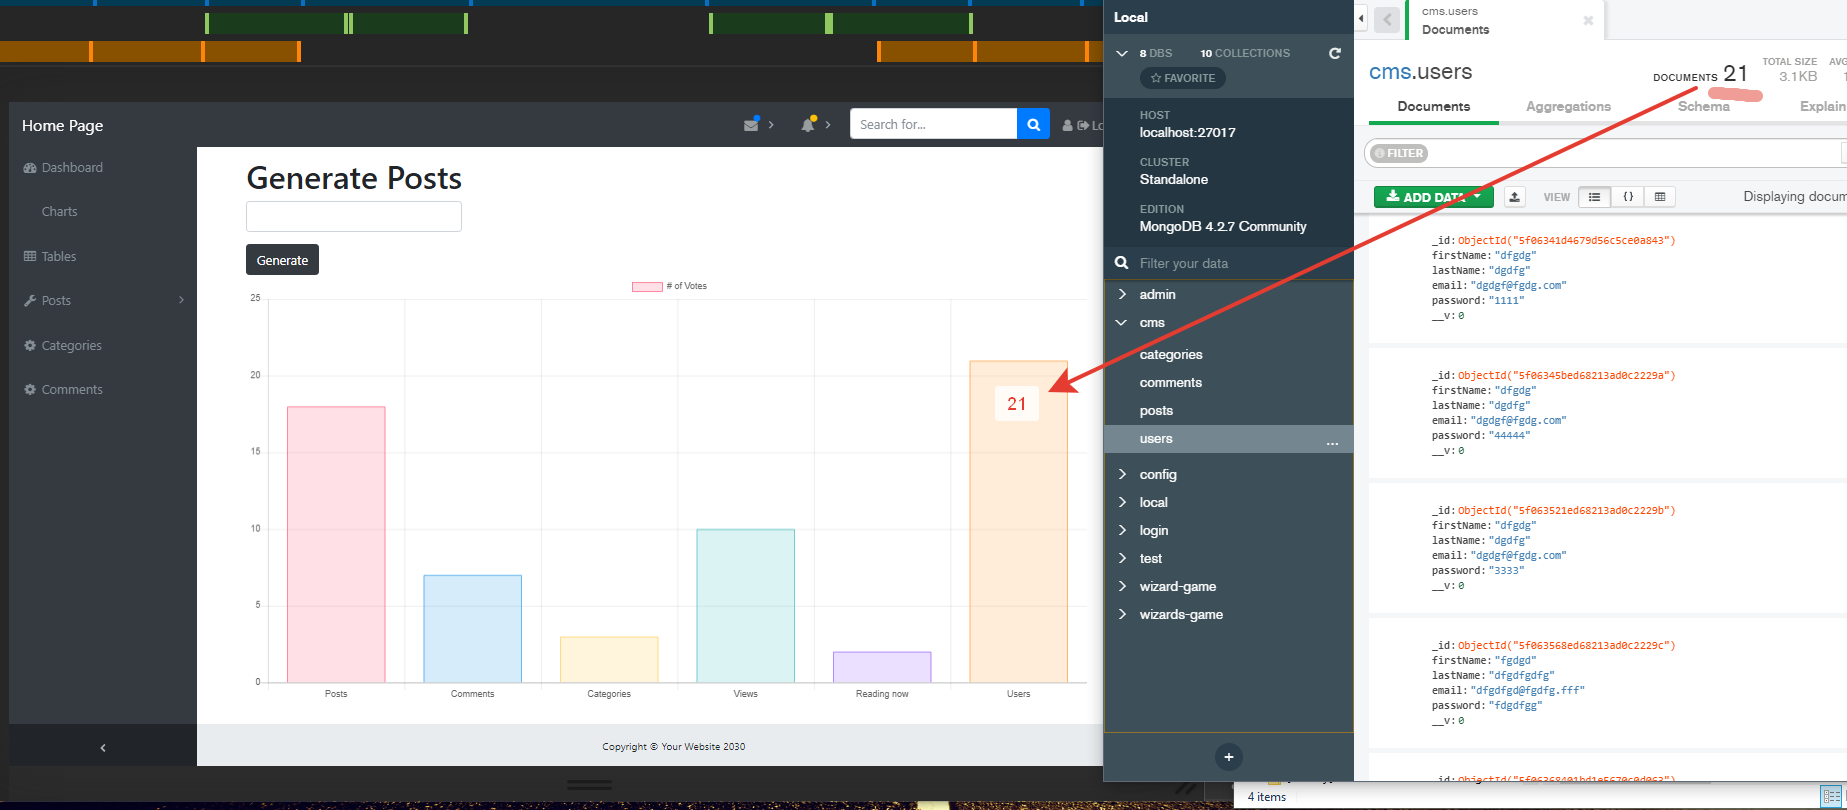 Home Page
Search for...
Dashboard
Charts
Tables
Posts
Categories
Comments
Generate Posts
Generate
# of Votes
25
20
15
10
5
0
21
Posts
Comments
Categories
Views
Reading now
Users
Copyright © Your Website 2030
Local
8 DBS 10 COLLECTIONS
FAVORITE
HOST
localhost:27017
CLUSTER
Standalone
EDITION
MongoDB 4.2.7 Community
Filter your data
admin
cms
categories
comments
posts
users ...
config
local
login
test
wizard-game
wizards-game
cms.users
Documents
cms.users
DOCUMENTS 21
TOTAL SIZE
3.1KB
Documents Aggregations Schema Explain
FILTER
ADD DATA VIEW {}
_id:ObjectId("5f06341d4679d56c5ce0a843")
firstName:"dfgdg"
lastName:"dgdfg"
email:"dgdgf@fgdg.com"
password:"1111"
__v:0
_id:ObjectId("5f06345bed68213ad0c2229a")
firstName:"dfgdg"
lastName:"dgdfg"
email:"dgdgf@fgdg.com"
password:"44444"
__v:0
_id:ObjectId("5f063521ed68213ad0c2229b")
firstName:"dfgdg"
lastName:"dgdfg"
email:"dgdgf@fgdg.com"
password:"3333"
__v:0
_id:ObjectId("5f063568ed68213ad0c2229c")
firstName:"fgdgd"
lastName:"dfgdfgdfg"
email:"dfgdfgd@fgdfg.fff"
password:"fdgdfgg"
__v:0
4 items